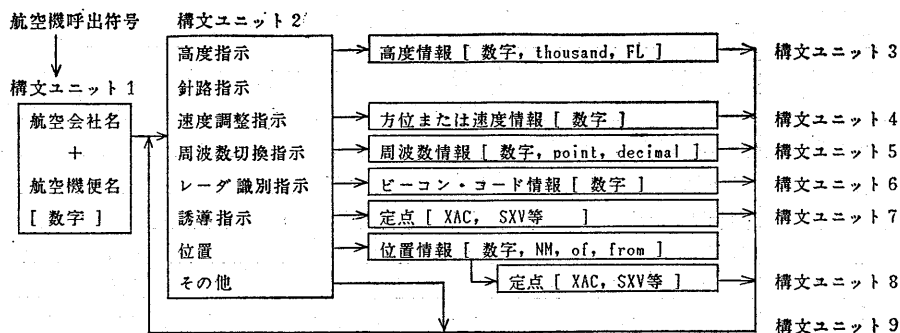 航空機呼出符号
構文ユニット1
航空会社名
+
航空機便名
[ 数字 ]
構文ユニット2
高度指示
針路指示
速度調整指示
周波数切換指示
レーダ識別指示
誘導指示
位置
その他
高度情報 [ 数字, thousand, FL ]
構文ユニット3
方位または速度情報 [ 数字 ]
構文ユニット4
周波数情報 [ 数字, point, decimal ]
構文ユニット5
ビーコン・コード情報 [ 数字 ]
構文ユニット6
定点 [ XAC, SXV等 ]
構文ユニット7
位置情報 [ 数字, NM, of, from ]
定点 [ XAC, SXV等 ]
構文ユニット8
構文ユニット9